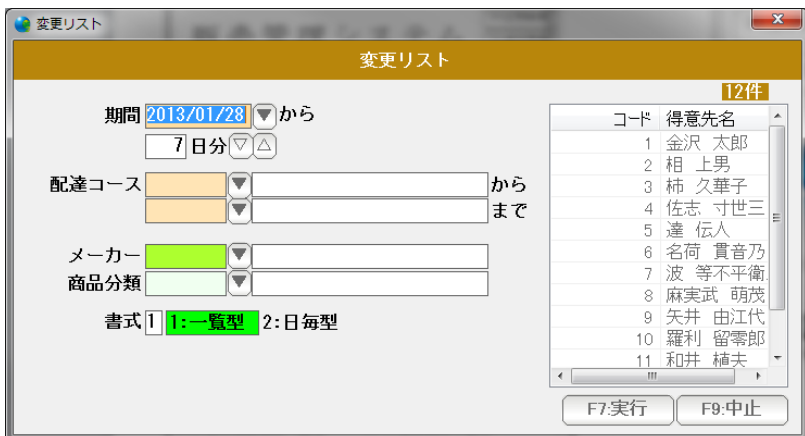 変更リスト
変更リスト
12件
期間 2013/01/28 から
7 日分
配達コース から
まで
メーカー
商品分類
書式 1 1:一覧型 2:日毎型
コード 得意先名
1 金沢 太郎
2 相 上男
3 柿 久華子
4 佐志 寸世三
5 達 伝人
6 名荷 貫音乃
7 波 等不平衛
8 麻実武 萌茂
9 矢井 由江代
10 羅利 留零郎
11 和井 植夫
F7:実行 F9:中止